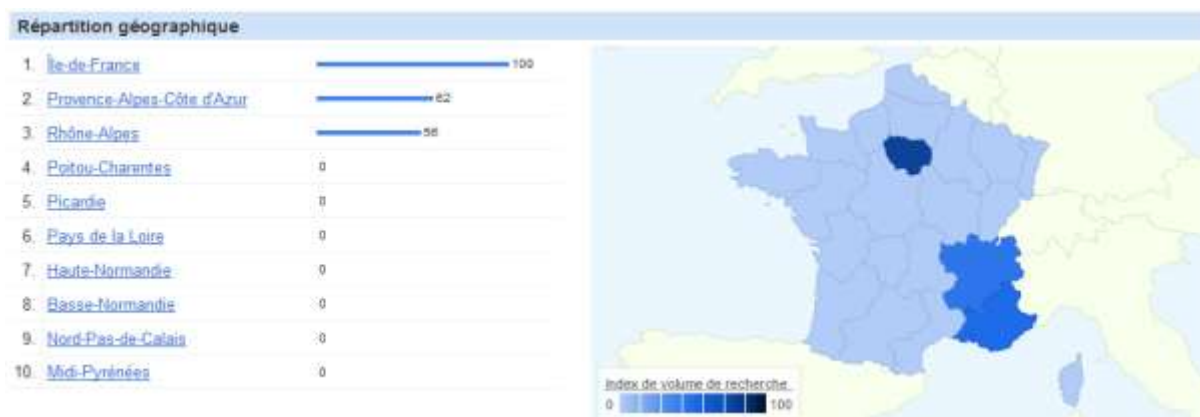 Répartition géographique
1. Île-de-France 100
2. Provence-Alpes-Côte d'Azur 62
3. Rhône-Alpes 56
4. Poitou-Charentes 0
5. Picardie 0
6. Pays de la Loire 0
7. Haute-Normandie 0
8. Basse-Normandie 0
9. Nord-Pas-de-Calais 0
10. Midi-Pyrénées 0
Index de volume de recherche
0 100